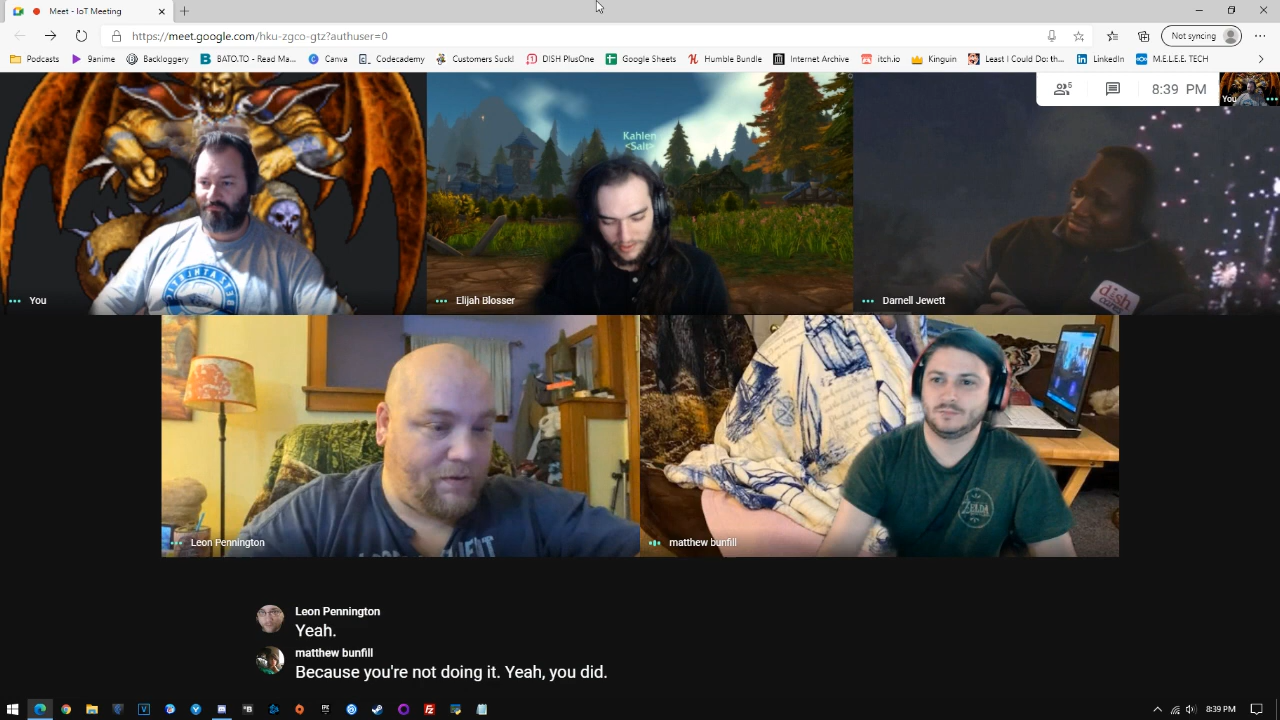 Meet - IoT Meeting
https://meet.google.com/hku-zgco-gtz?authuser=0
Not syncing
Podcasts
9anime
Backloggery
BATO.TO - Read Ma...
Canva
Codecademy
Customers Suck!
DISH PlusOne
Google Sheets
Humble Bundle
Internet Archive
itch.io
Kinguin
Least I Could Do: th...
LinkedIn
M.E.L.E.E. TECH
6
8:39 PM
You
Kahlen
<Salt>
dish
You
Elijah Blosser
Darnell Jewett
ZELDA
Leon Pennington
matthew bunfill
Leon Pennington
Yeah.
matthew bunfill
Because you're not doing it. Yeah, you did.
8:39 PM